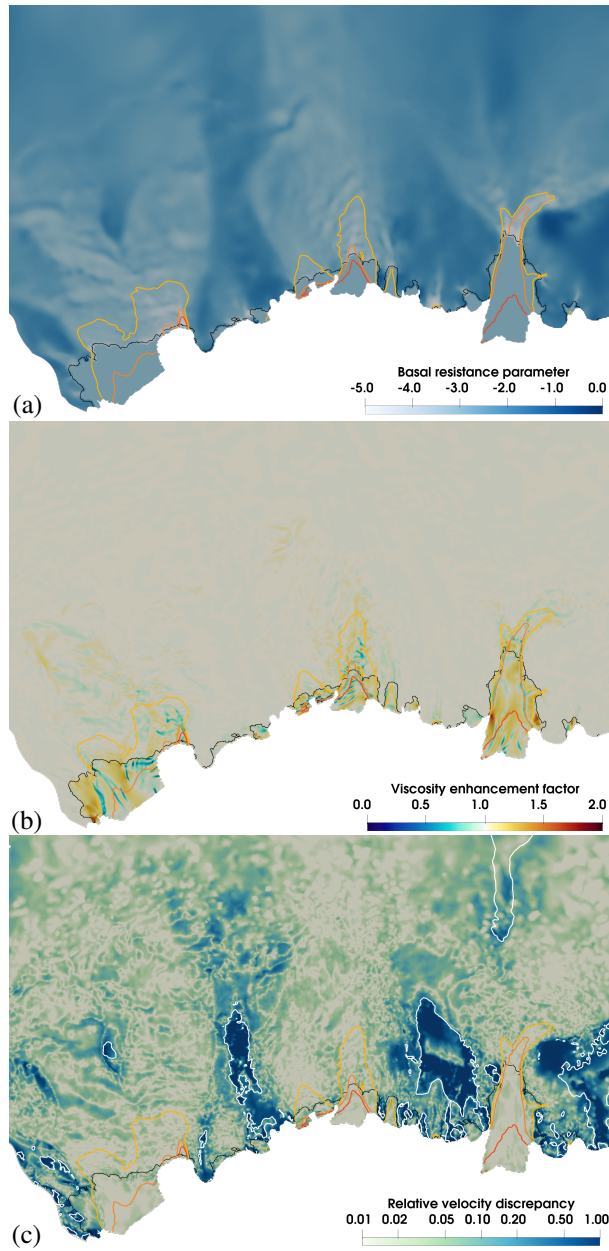 Basal resistance parameter
-5.0 -4.0 -3.0 -2.0 -1.0 0.0
(a)
Viscosity enhancement factor
0.0 0.5 1.0 1.5 2.0
(b)
Relative velocity discrepancy
0.01 0.02 0.05 0.10 0.20 0.50 1.00
(c)